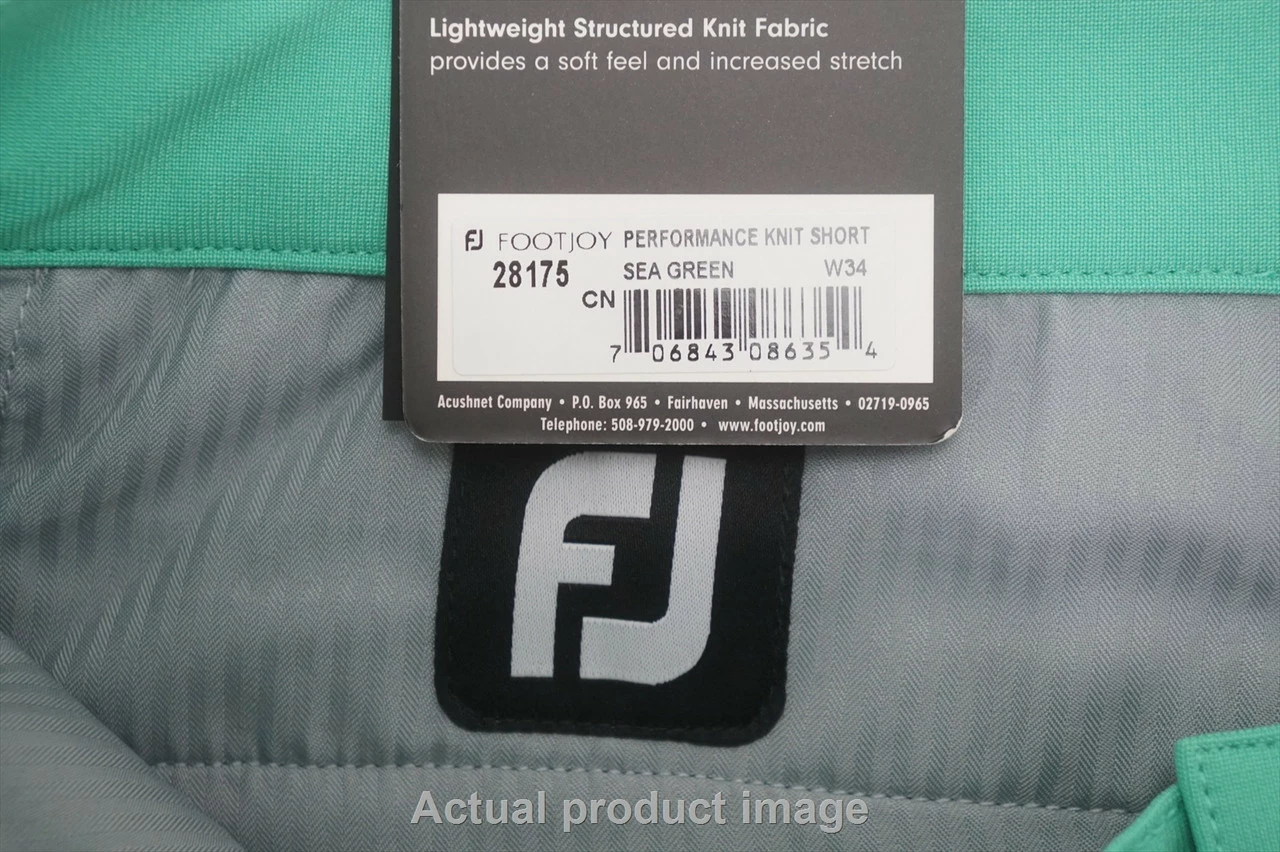 Lightweight Structured Knit Fabric
provides a soft feel and increased stretch
FJ FOOTJOY PERFORMANCE KNIT SHORT
28175 SEA GREEN W34
CN
7 06843 08635 4
Acushnet Company • P.O. Box 965 • Fairhaven • Massachusetts • 02719-0965
Telephone: 508-979-2000 • www.footjoy.com
FJ
Actual product image